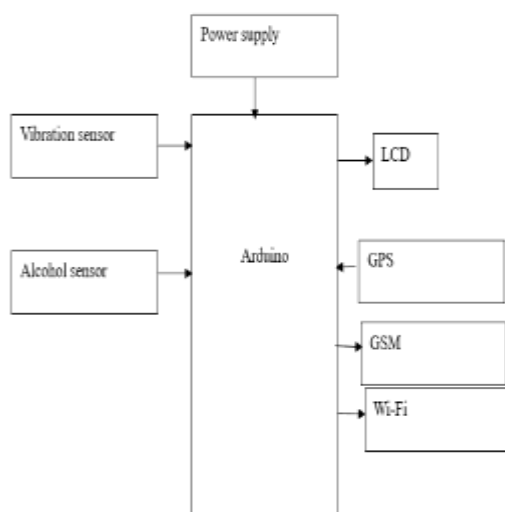 Power supply
Vibration sensor
LCD
Alcohol sensor
Arduino
GPS
GSM
Wi-Fi